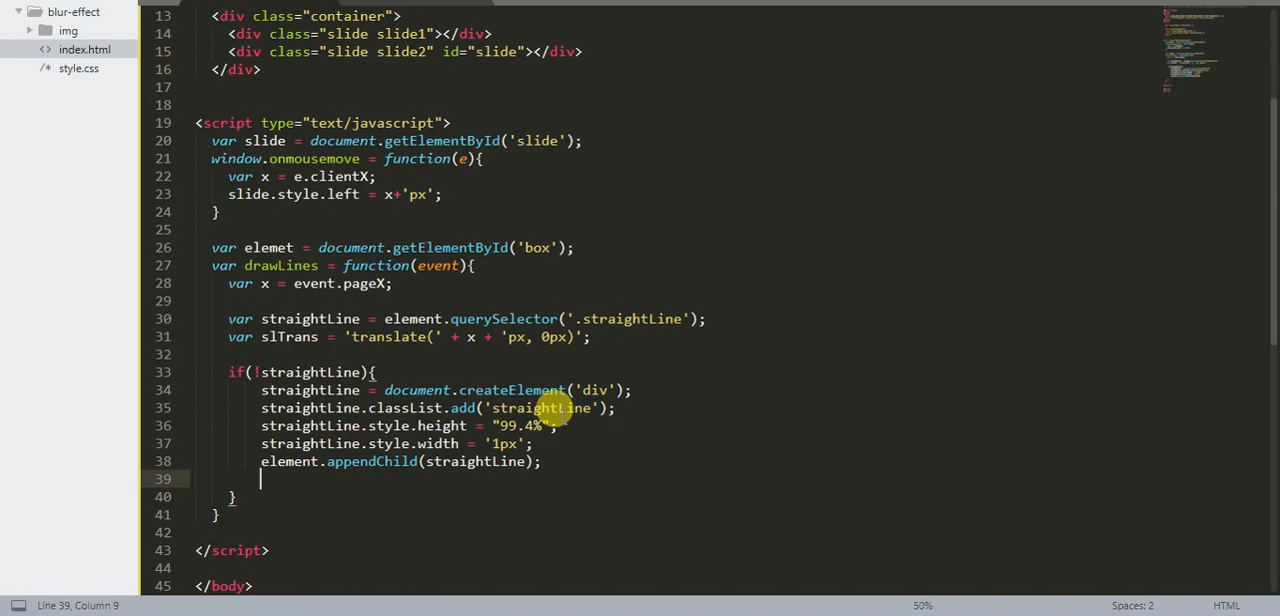 blur-effect
img
index.html
style.css
13 <div class="container">
14 <div class="slide slide1"></div>
15 <div class="slide slide2" id="slide"></div>
16 </div>
17
18
19 <script type="text/javascript">
20 var slide = document.getElementById('slide');
21 window.onmousemove = function(e){
22 var x = e.clientX;
23 slide.style.left = x+'px';
24 }
25
26 var elemet = document.getElementById('box');
27 var drawLines = function(event){
28 var x = event.pageX;
29
30 var straightLine = element.querySelector('.straightLine');
31 var slTrans = 'translate(' + x + 'px, 0px)';
32
33 if(!straightLine){
34 straightLine = document.createElement('div');
35 straightLine.classList.add('straightLine');
36 straightLine.style.height = "99.4%";
37 straightLine.style.width = '1px';
38 element.appendChild(straightLine);
39
40 }
41 }
42
43 </script>
44
45 </body>
Line 39, Column 9
50%
Spaces: 2
HTML